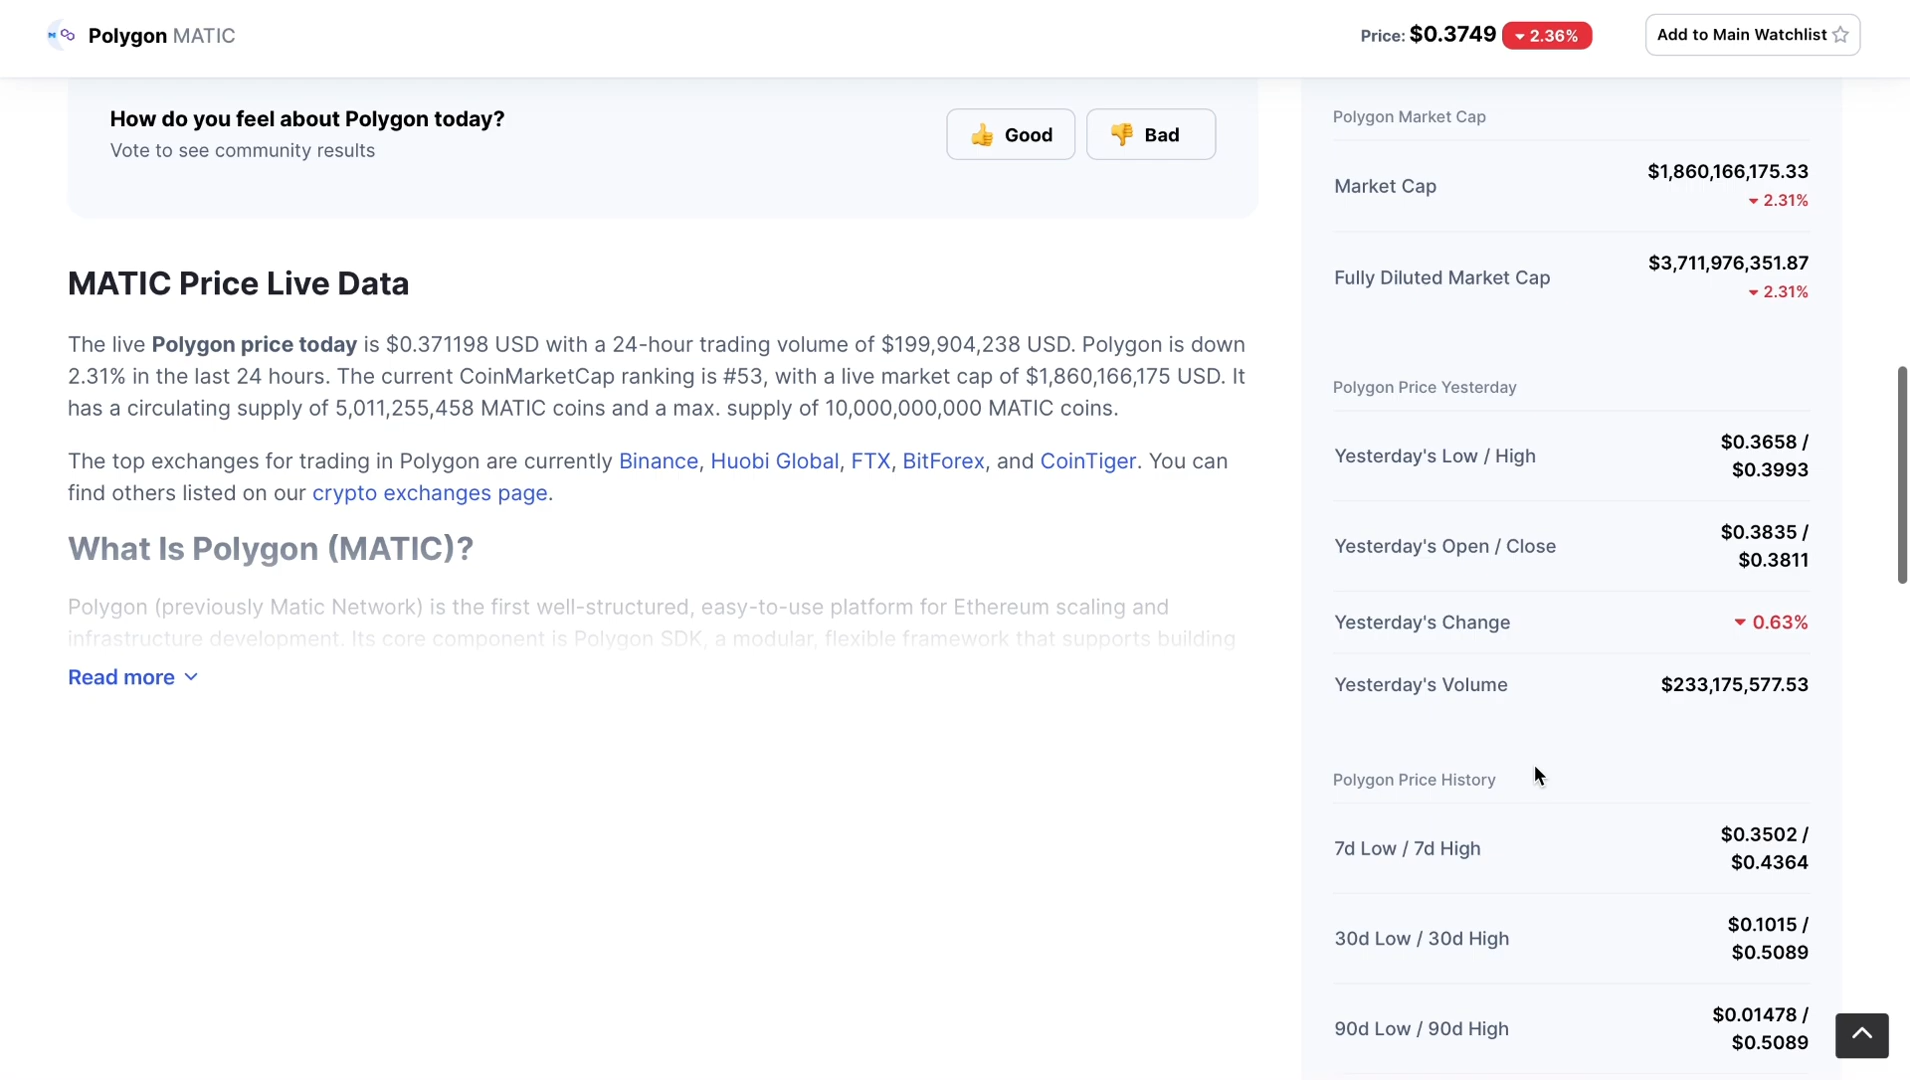 Polygon MATIC
Price: $0.3749 2.36%
Add to Main Watchlist
How do you feel about Polygon today?
Vote to see community results
Good
Bad
MATIC Price Live Data
The live Polygon price today is $0.371198 USD with a 24-hour trading volume of $199,904,238 USD. Polygon is down
2.31% in the last 24 hours. The current CoinMarketCap ranking is #53, with a live market cap of $1,860,166,175 USD. It
has a circulating supply of 5,011,255,458 MATIC coins and a max. supply of 10,000,000,000 MATIC coins.
The top exchanges for trading in Polygon are currently Binance, Huobi Global, FTX, BitForex, and CoinTiger. You can
find others listed on our crypto exchanges page.
What Is Polygon (MATIC)?
Polygon (previously Matic Network) is the first well-structured, easy-to-use platform for Ethereum scaling and
infrastructure development. Its core component is Polygon SDK, a modular, flexible framework that supports building
Read more
Polygon Market Cap
Market Cap
$1,860,166,175.33
2.31%
Fully Diluted Market Cap
$3,711,976,351.87
2.31%
Polygon Price Yesterday
Yesterday's Low / High
$0.3658 /
$0.3993
Yesterday's Open / Close
$0.3835 /
$0.3811
Yesterday's Change
0.63%
Yesterday's Volume
$233,175,577.53
Polygon Price History
7d Low / 7d High
$0.3502 /
$0.4364
30d Low / 30d High
$0.1015 /
$0.5089
90d Low / 90d High
$0.01478 /
$0.5089